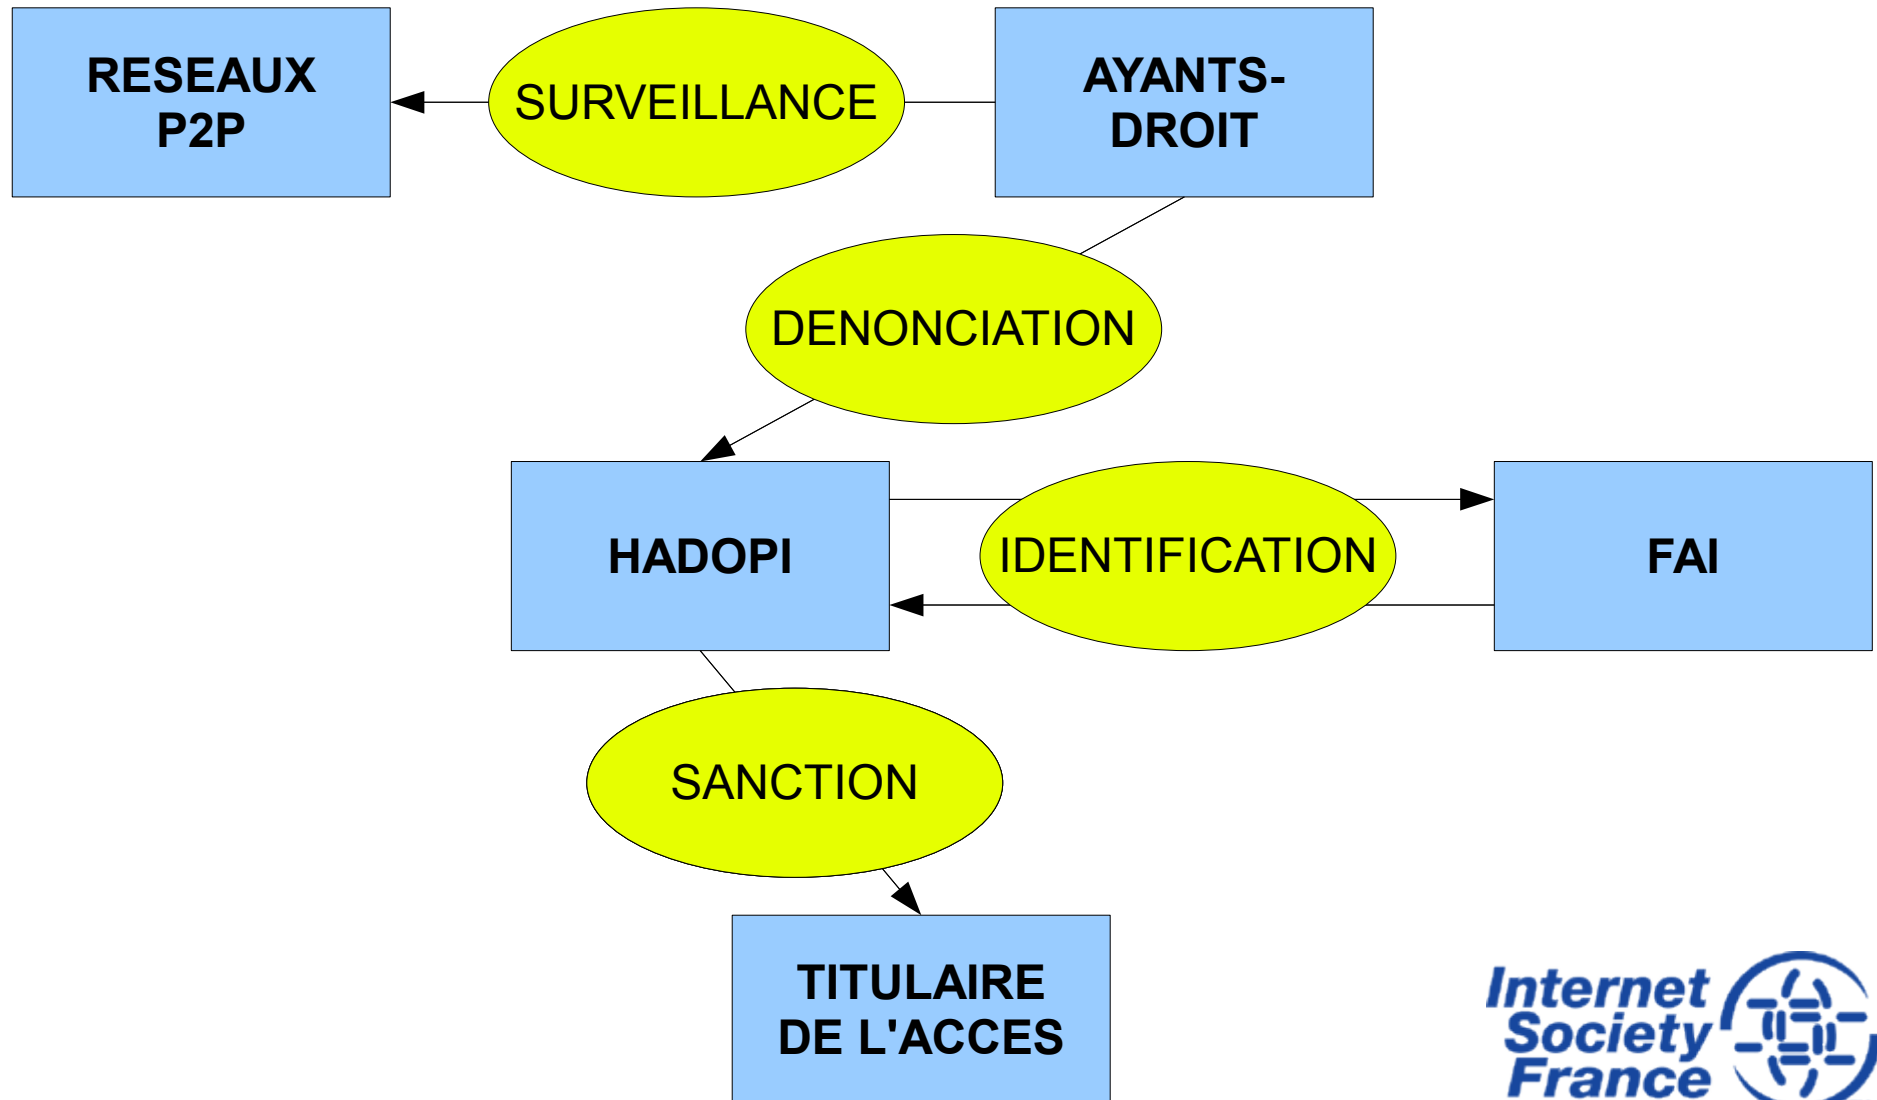 RESEAUX
P2P
SURVEILLANCE
AYANTS-
DROIT
DENONCIATION
HADOPI
IDENTIFICATION
FAI
SANCTION
TITULAIRE
DE L'ACCES
Internet
Society
France